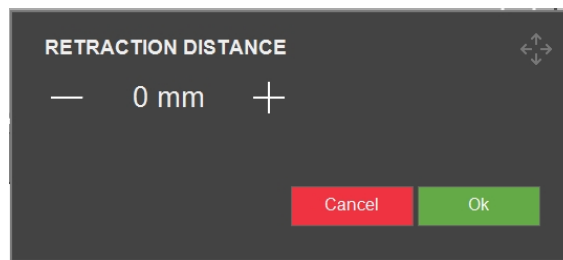 RETRACTION DISTANCE
— 0 mm +
Cancel Ok